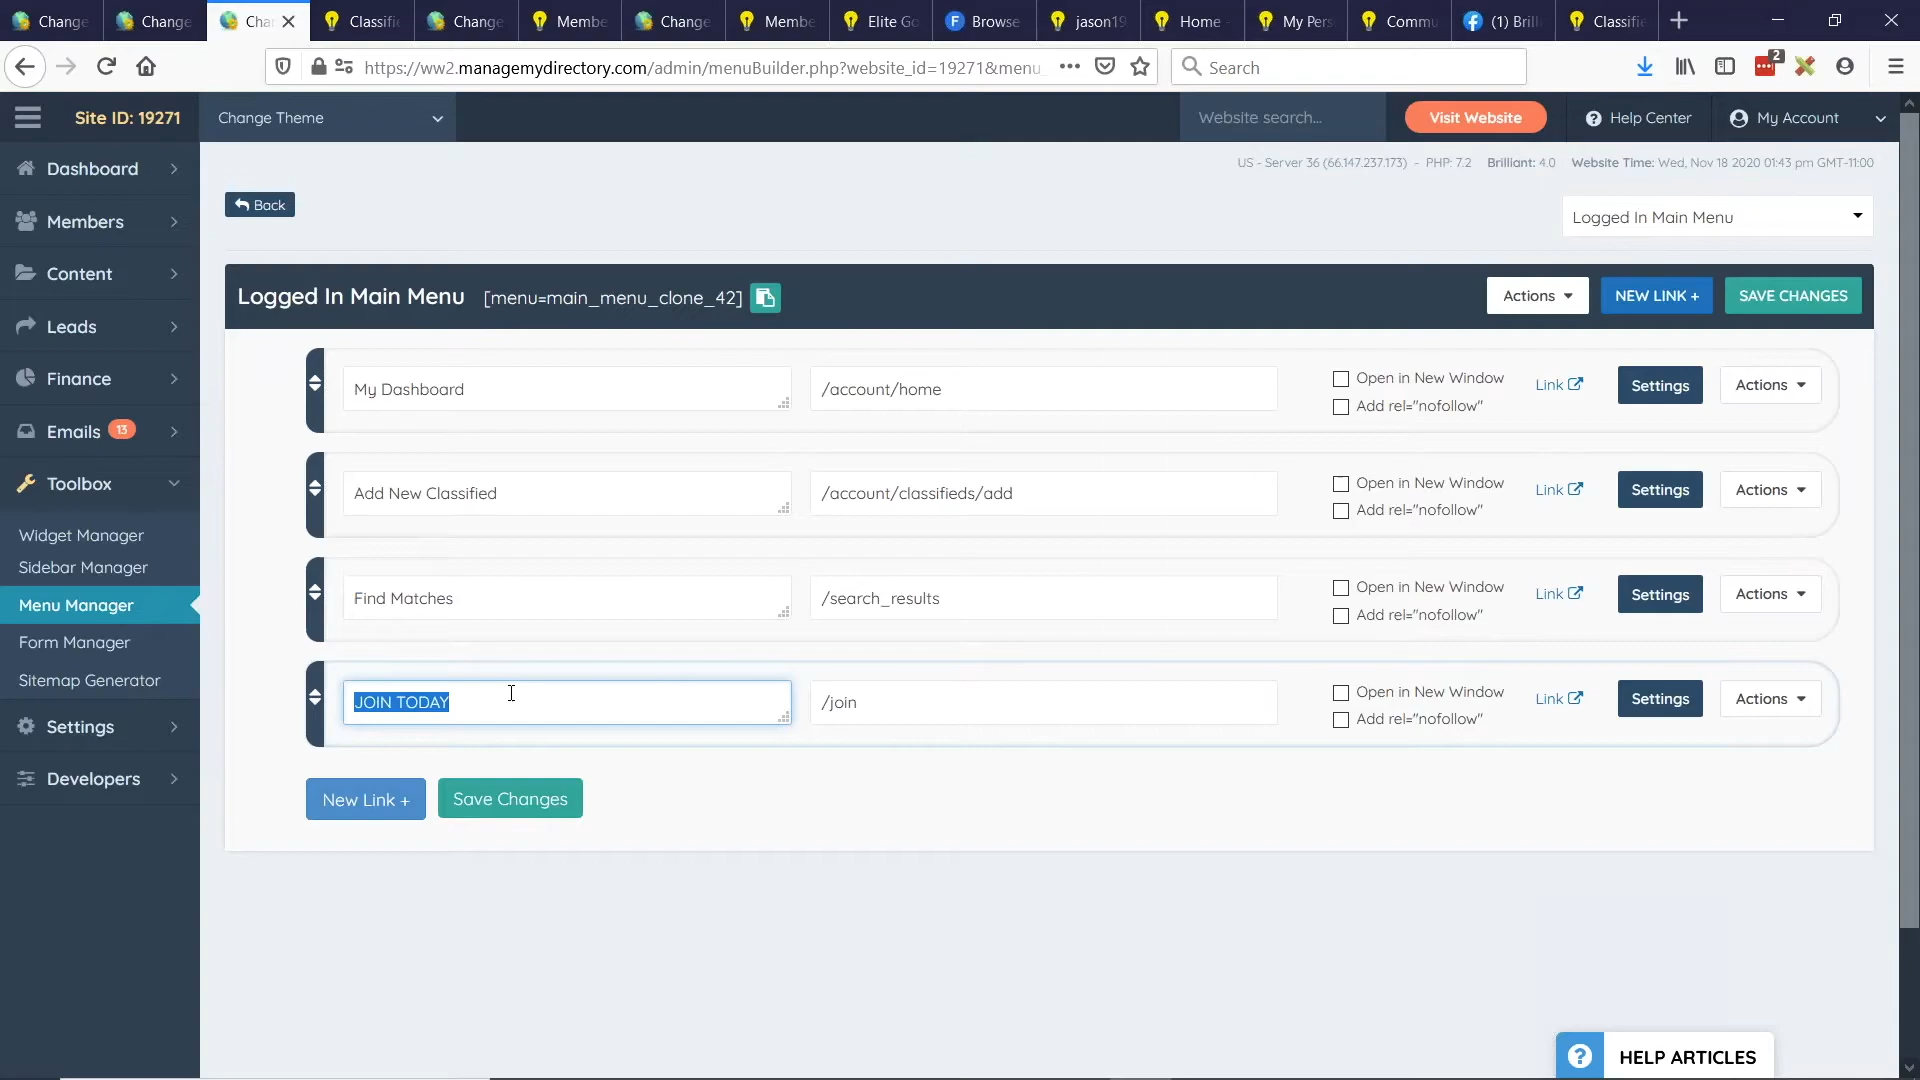 Change
Change
Cha
Classifi
Change
Membe
Change
Membe
Elite Go
Browse
jason19
Home
My Pers
Commu
(1) Brill
Classifie
https://ww2.managemydirectory.com/admin/menuBuilder.php?website_id=19271&menu_
Search
2
Site ID: 19271
Change Theme
Website search...
Visit Website
Help Center
My Account
US - Server 36 (66.147.237.173) - PHP: 7.2 Brilliant: 4.0 Website Time: Wed, Nov 18 2020 01:43 pm GMT-11:00
Dashboard
Members
Content
Leads
Finance
Emails 13
Toolbox
Widget Manager
Sidebar Manager
Menu Manager
Form Manager
Sitemap Generator
Settings
Developers
Back
Logged In Main Menu
Logged In Main Menu [menu=main_menu_clone_42]
Actions
NEW LINK +
SAVE CHANGES
My Dashboard
/account/home
Open in New Window
Add rel="nofollow"
Link
Settings
Actions
Add New Classified
/account/classifieds/add
Open in New Window
Add rel="nofollow"
Link
Settings
Actions
Find Matches
/search_results
Open in New Window
Add rel="nofollow"
Link
Settings
Actions
JOIN TODAY
/join
Open in New Window
Add rel="nofollow"
Link
Settings
Actions
New Link +
Save Changes
? HELP ARTICLES